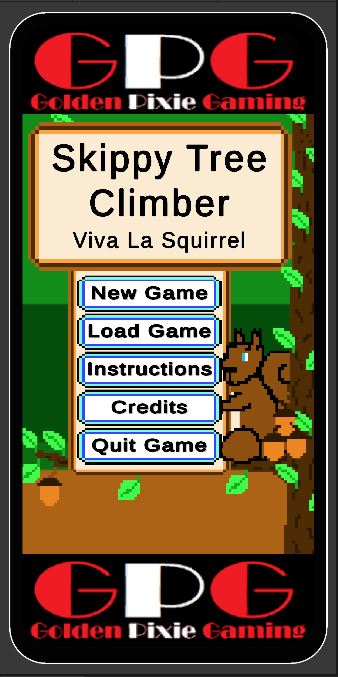 GPG
Golden Pixie Gaming
Skippy Tree
Climber
Viva La Squirrel
New Game
Load Game
Instructions
Credits
Quit Game
GPG
Golden Pixie Gaming